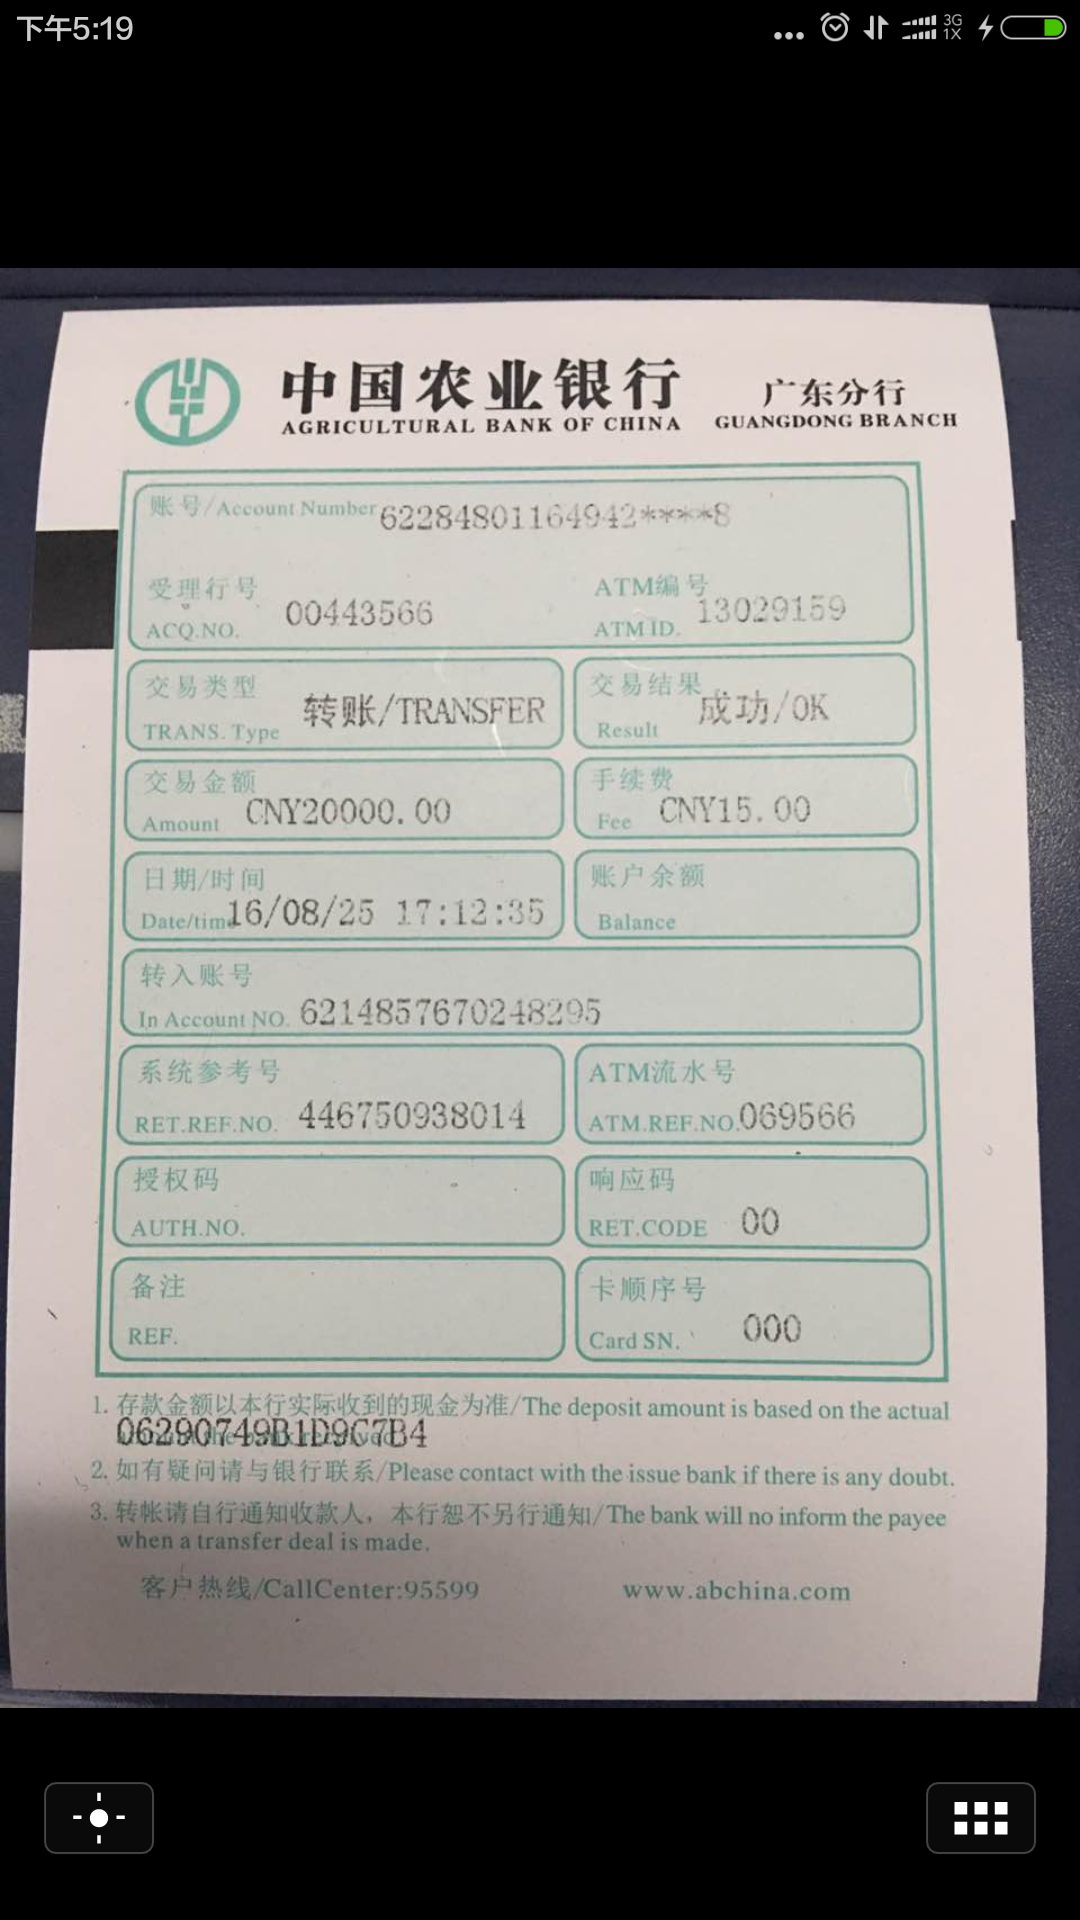 下午5:19
3G
1X
中国农业银行 广东分行
AGRICULTURAL BANK OF CHINA GUANGDONG BRANCH
账号/Account Number 62284801164942****8
受理行号 ATM编号
ACQ.NO. 00443566 ATM ID. 13029159
交易类型 交易结果
TRANS. Type 转账/TRANSFER Result 成功/OK
交易金额 手续费
Amount CNY20000.00 Fee CNY15.00
日期/时间 账户余额
Date/time 16/08/25 17:12:35 Balance
转入账号
In Account NO. 6214857670248295
系统参考号 ATM流水号
RET.REF.NO. 446750938014 ATM.REF.NO. 069566
授权码 响应码
AUTH.NO. RET.CODE 00
备注 卡顺序号
REF. Card SN. 000
1. 存款金额以本行实际收到的现金为准/The deposit amount is based on the actual
06290749B1D9C7B4
2. 如有疑问请与银行联系/Please contact with the issue bank if there is any doubt.
3. 转帐请自行通知收款人，本行恕不另行通知/The bank will no inform the payee
when a transfer deal is made.
客户热线/CallCenter:95599 www.abchina.com